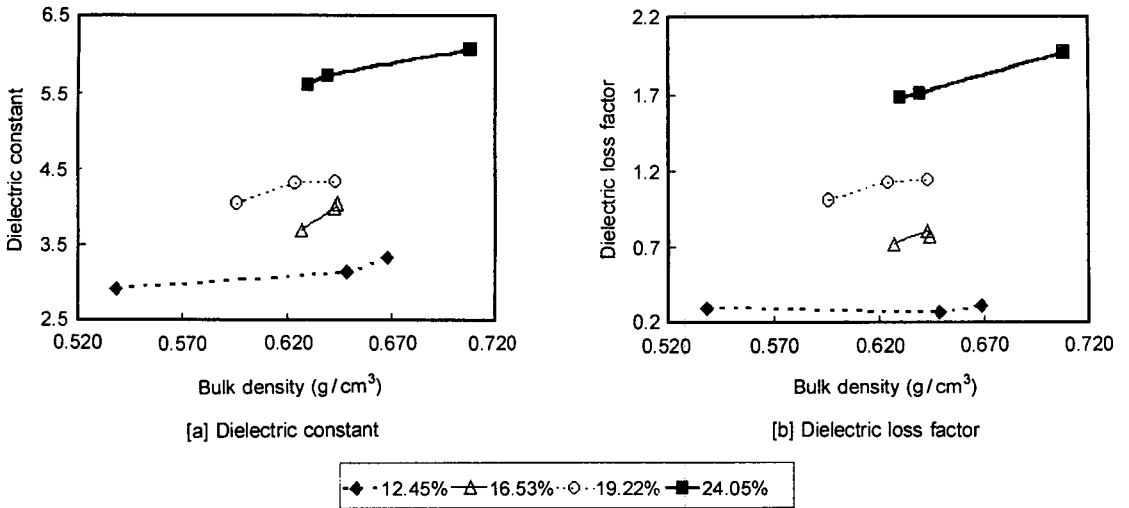 6.5
5.5
4.5
3.5
2.5
0.520 0.570 0.620 0.670 0.720
Dielectric constant
Bulk density (g/cm³)
[a] Dielectric constant
2.2
1.7
1.2
0.7
0.2
0.520 0.570 0.620 0.670 0.720
Dielectric loss factor
Bulk density (g/cm³)
[b] Dielectric loss factor
12.45% 16.53% 19.22% 24.05%